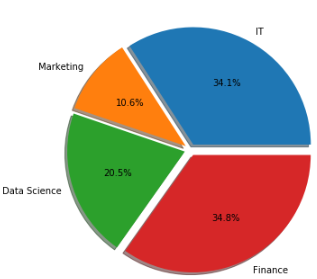 IT
34.1%
Marketing
10.6%
Data Science
20.5%
34.8%
Finance